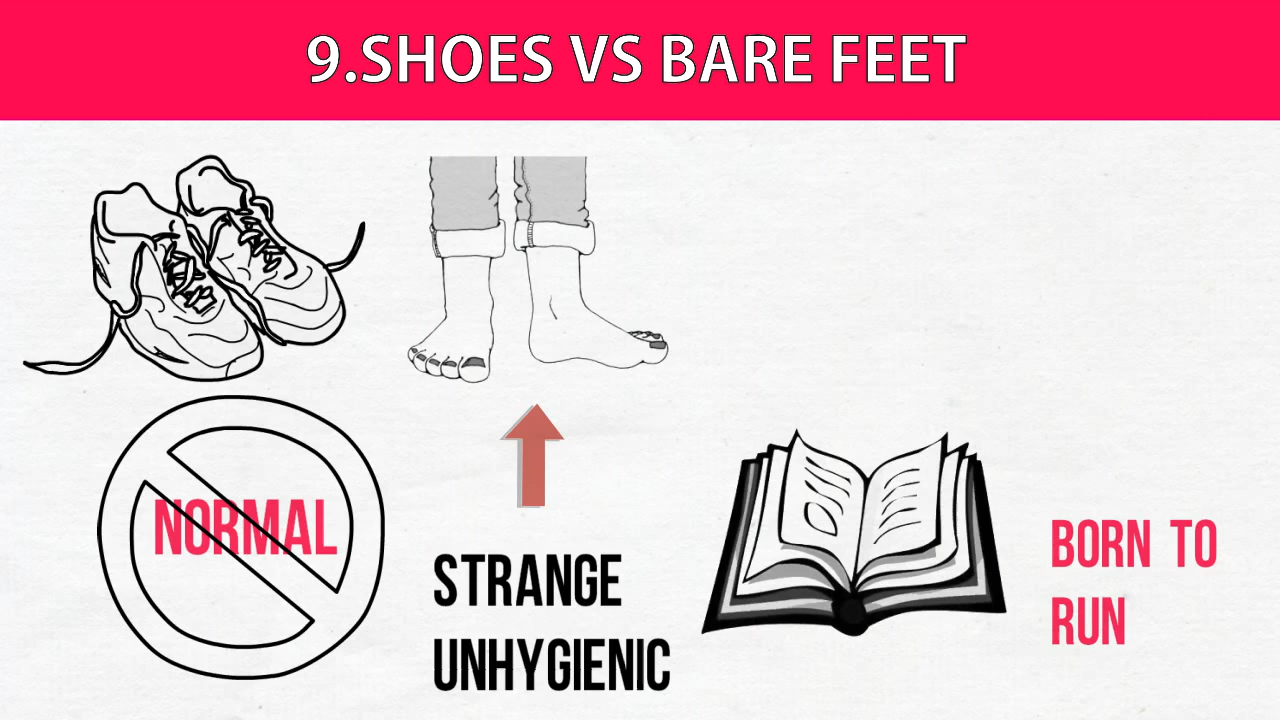 9.SHOES VS BARE FEET
NORMAL
STRANGE
UNHYGIENIC
BORN TO
RUN